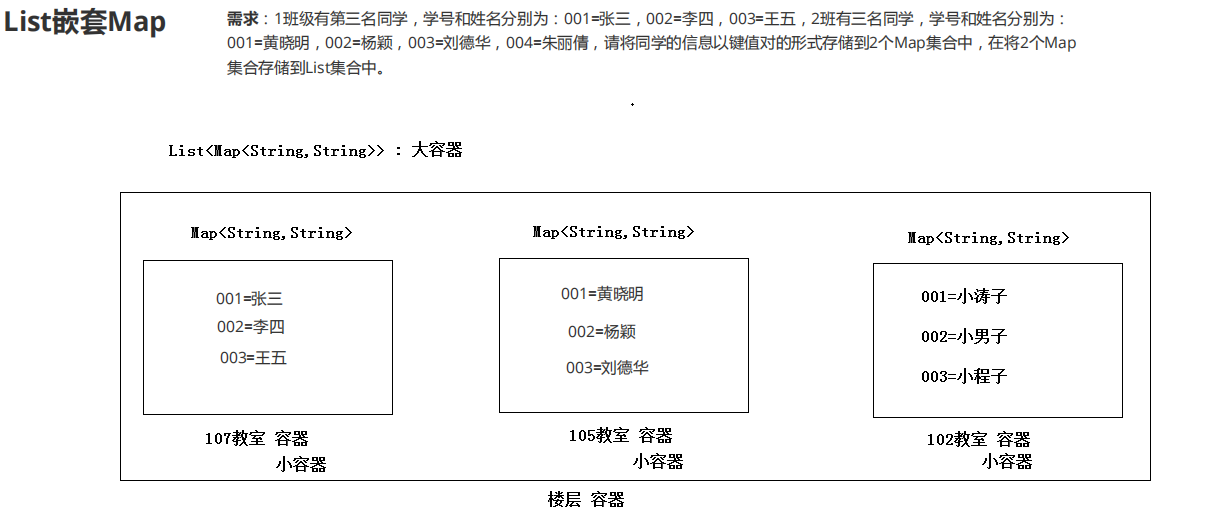 List嵌套Map
需求：1班级有第三名同学，学号和姓名分别为：001=张三，002=李四，003=王五，2班有三名同学，学号和姓名分别为：
001=黄晓明，002=杨颖，003=刘德华，004=朱丽倩，请将同学的信息以键值对的形式存储到2个Map集合中，在将2个Map
集合存储到List集合中。
List<Map<String,String>> : 大容器
Map<String,String>
001=张三
002=李四
003=王五
107教室 容器
小容器
Map<String,String>
001=黄晓明
002=杨颖
003=刘德华
105教室 容器
小容器
Map<String,String>
001=小涛子
002=小男子
003=小程子
102教室 容器
小容器
楼层 容器